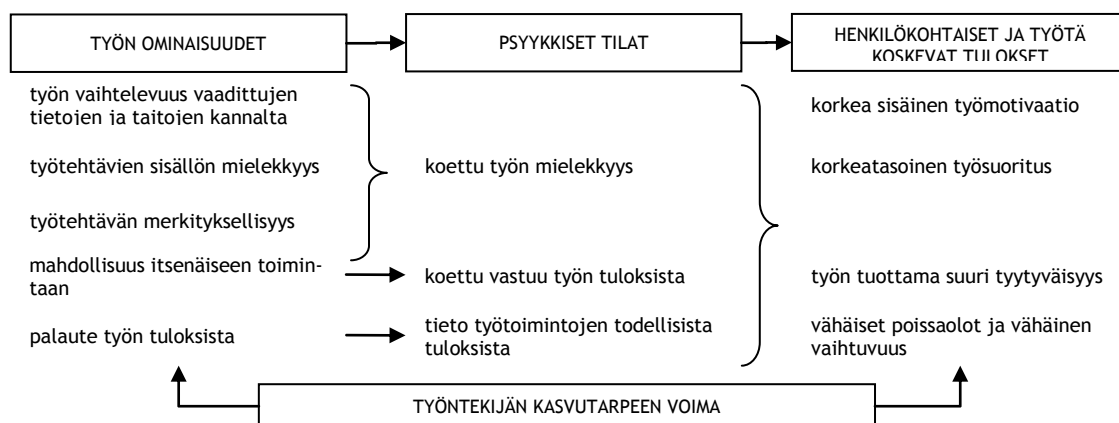 TYÖN OMINAISUUDET
PSYYKKISET TILAT
HENKILÖKOHTAISET JA TYÖTÄ
KOSKEVAT TULOKSET
työn vaihtelevuus vaadittujen
tietojen ja taitojen kannalta
työtehtävien sisällön mielekkyys
työtehtävän merkityksellisyys
mahdollisuus itsenäiseen toimin-
taan
palaute työn tuloksista
koettu työn mielekkyys
koettu vastuu työn tuloksista
tieto työtoimintojen todellisista
tuloksista
korkea sisäinen työmotivaatio
korkeatasoinen työsuoritus
työn tuottama suuri tyytyväisyys
vähäiset poissaolot ja vähäinen
vaihtuvuus
TYÖNTEKIJÄN KASVUTARPEEN VOIMA